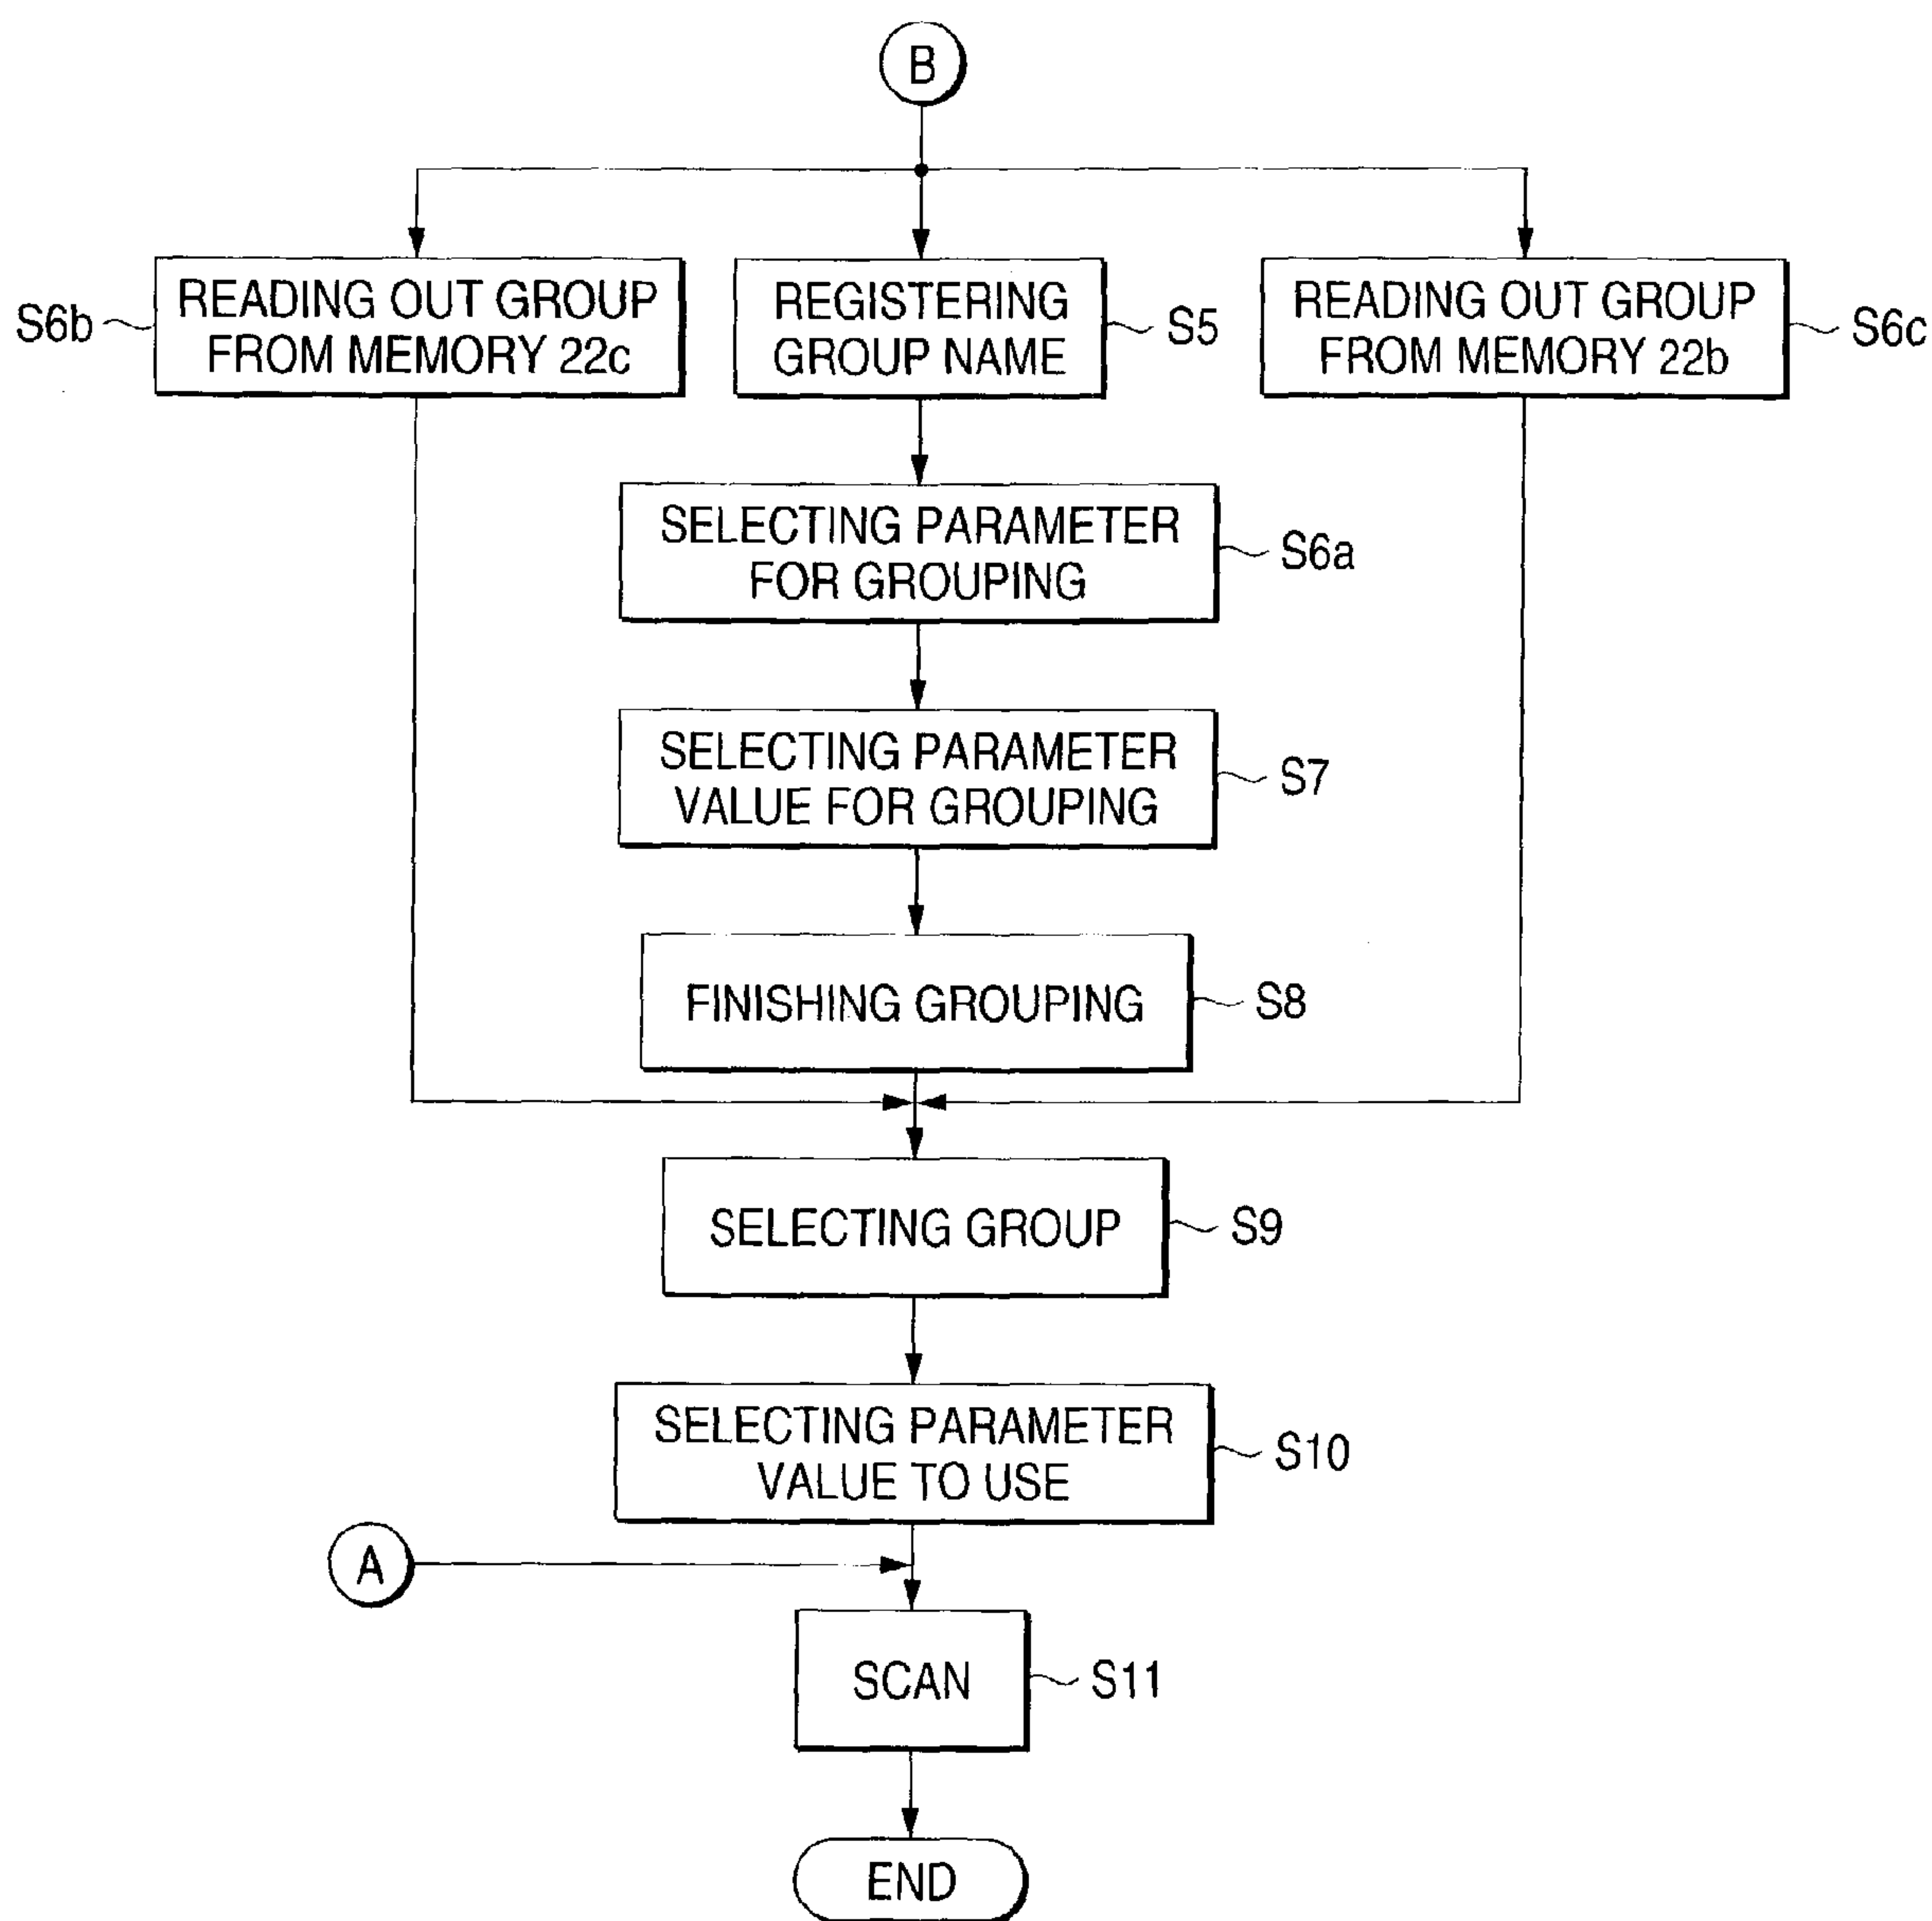 B
S6b
READING OUT GROUP
FROM MEMORY 22c
REGISTERING
GROUP NAME
S5
READING OUT GROUP
FROM MEMORY 22b
S6c
SELECTING PARAMETER
FOR GROUPING
S6a
SELECTING PARAMETER
VALUE FOR GROUPING
S7
FINISHING GROUPING
S8
SELECTING GROUP
S9
SELECTING PARAMETER
VALUE TO USE
S10
A
SCAN
S11
END